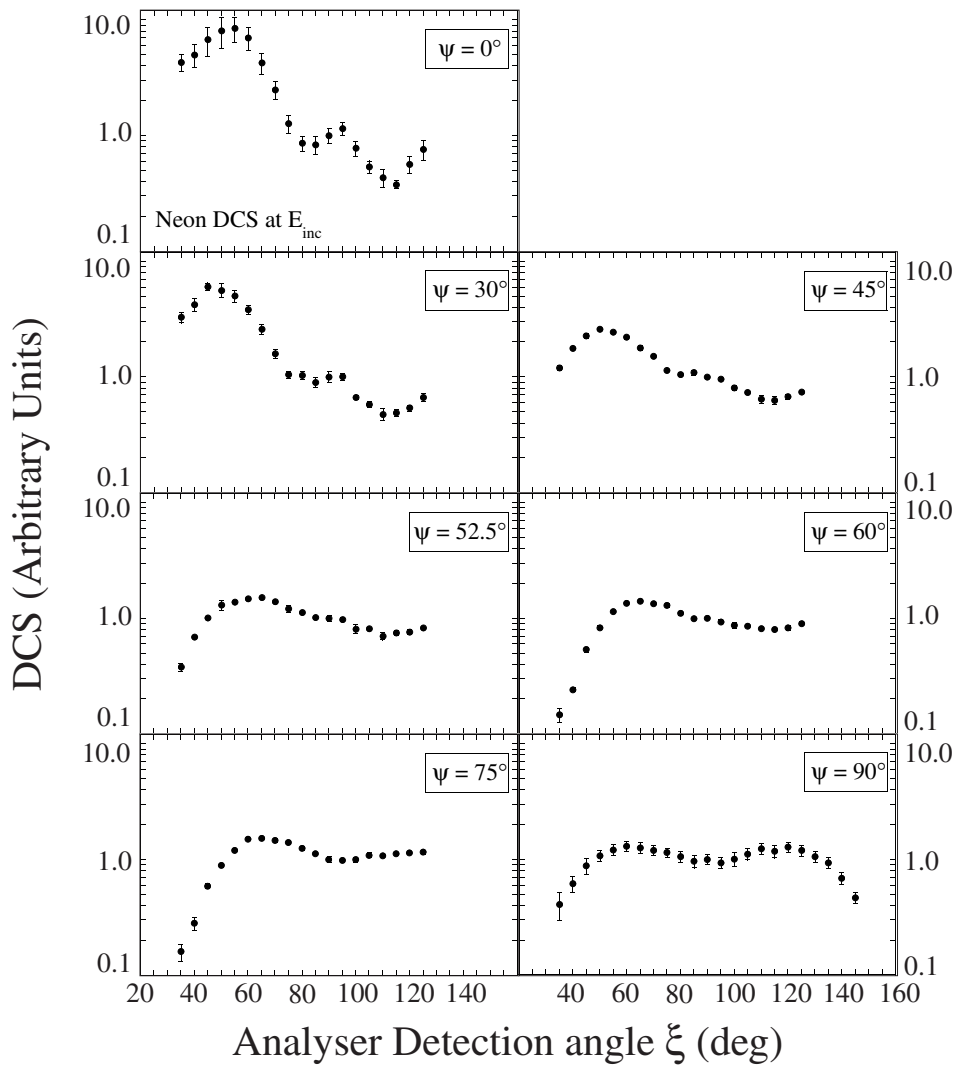 DCS (Arbitrary Units)
10.0
1.0
0.1
ψ = 0°
Neon DCS at E_inc
10.0
1.0
0.1
ψ = 30°
ψ = 45°
10.0
1.0
0.1
10.0
1.0
0.1
ψ = 52.5°
ψ = 60°
10.0
1.0
0.1
10.0
1.0
0.1
ψ = 75°
ψ = 90°
10.0
1.0
0.1
20 40 60 80 100 120 140
40 60 80 100 120 140 160
Analyser Detection angle ξ (deg)